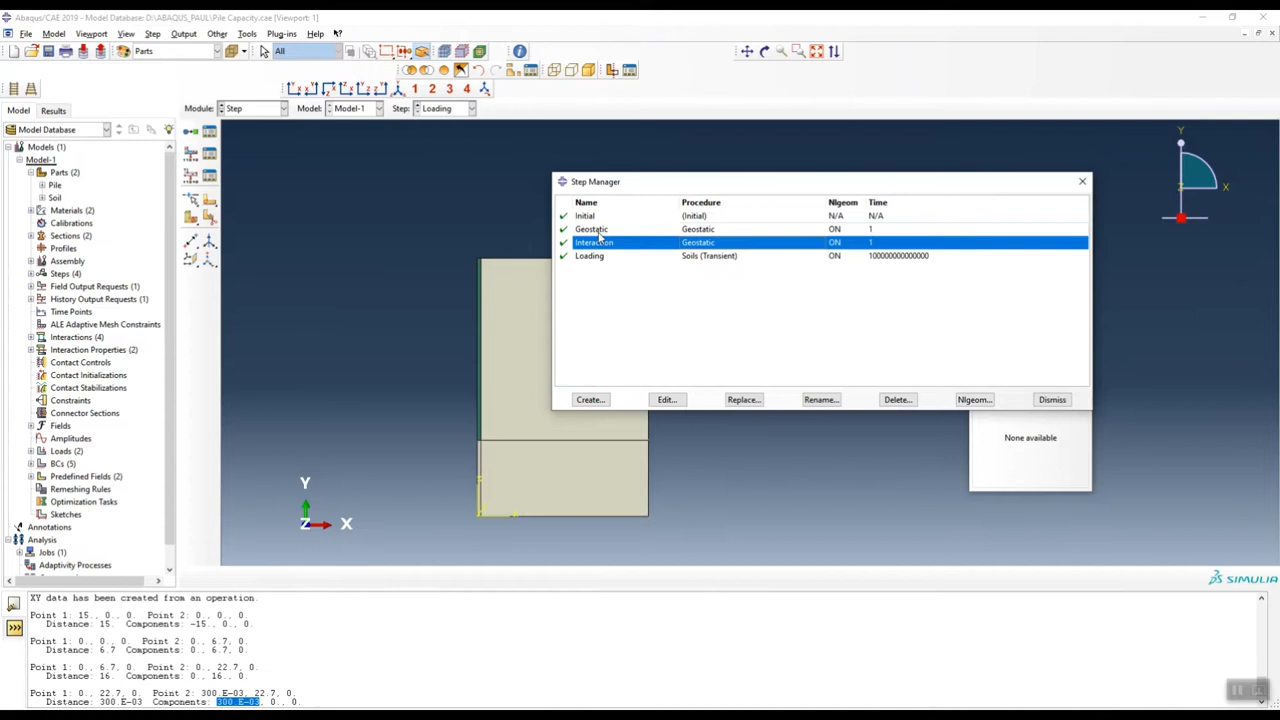 Abaqus/CAE 2019 - Model Database: D:\ABAQUS_PAUL\Pile Capacity.cae [Viewport: 1]
File Model Viewport View Step Output Other Tools Plug-ins Help
Parts All
1 2 3 4
Model Results Module: Step Model: Model-1 Step: Loading
Model Database
Models (1)
Model-1
Parts (2)
Pile
Soil
Materials (2)
Calibrations
Sections (2)
Profiles
Assembly
Steps (4)
Field Output Requests (1)
History Output Requests (1)
Time Points
ALE Adaptive Mesh Constraints
Interactions (4)
Interaction Properties (2)
Contact Controls
Contact Initializations
Contact Stabilizations
Constraints
Connector Sections
Fields
Amplitudes
Loads (2)
BCs (5)
Predefined Fields (2)
Remeshing Rules
Optimization Tasks
Sketches
Annotations
Analysis
Jobs (1)
Adaptivity Processes
Step Manager
Name Procedure Nlgeom Time
Initial (Initial) N/A N/A
Geostatic Geostatic ON 1
Interaction Geostatic ON 1
Loading Soils (Transient) ON 100000000000000
Create... Edit... Replace... Rename... Delete... Nlgeom... Dismiss
None available
Y
X
Z
Y
Z X
SIMULIA
XY data has been created from an operation.
Point 1: 15., 0., 0. Point 2: 0., 0., 0.
Distance: 15. Components: -15., 0., 0.
Point 1: 0., 0., 0. Point 2: 0., 6.7, 0.
Distance: 6.7 Components: 0., 6.7, 0.
Point 1: 0., 6.7, 0. Point 2: 0., 22.7, 0.
Distance: 16. Components: 0., 16., 0.
Point 1: 0., 22.7, 0. Point 2: 300.E-03, 22.7, 0.
Distance: 300.E-03 Components: 300.E-03, 0., 0.